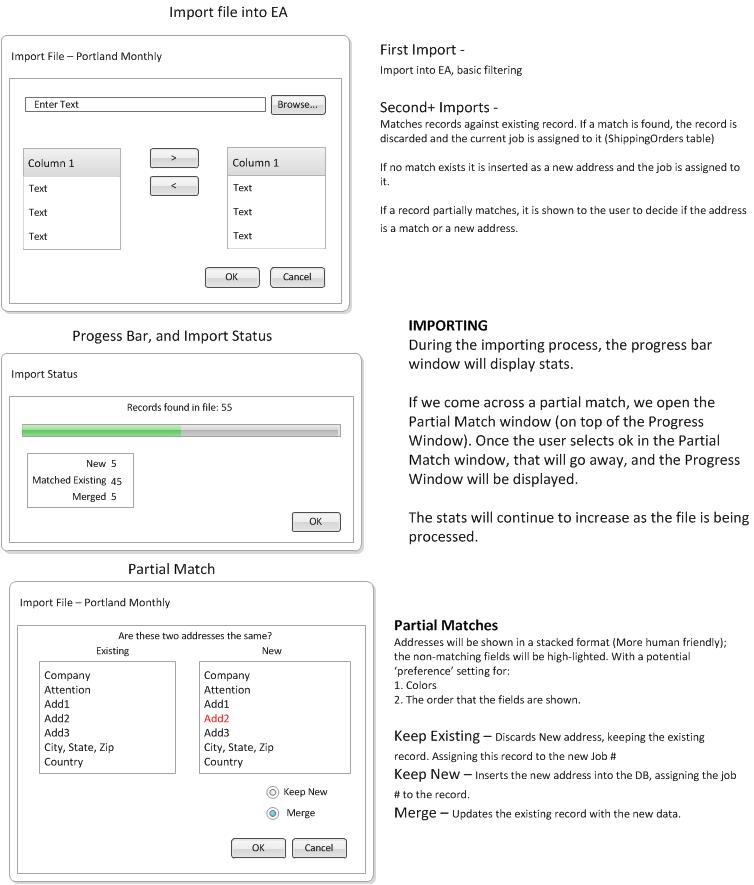 Import file into EA
Import File – Portland Monthly
Enter Text
Browse...
Column 1
Text
Text
Text
>
<
Column 1
Text
Text
Text
OK
Cancel
First Import -
Import into EA, basic filtering
Second+ Imports -
Matches records against existing record. If a match is found, the record is
discarded and the current job is assigned to it (ShippingOrders table)
If no match exists it is inserted as a new address and the job is assigned to
it.
If a record partially matches, it is shown to the user to decide if the address
is a match or a new address.
Progess Bar, and Import Status
Import Status
Records found in file: 55
New 5
Matched Existing 45
Merged 5
OK
IMPORTING
During the importing process, the progress bar
window will display stats.
If we come across a partial match, we open the
Partial Match window (on top of the Progress
Window). Once the user selects ok in the Partial
Match window, that will go away, and the Progress
Window will be displayed.
The stats will continue to increase as the file is being
processed.
Partial Match
Import File – Portland Monthly
Are these two addresses the same?
Existing
New
Company
Attention
Add1
Add2
Add3
City, State, Zip
Country
Company
Attention
Add1
Add2
Add3
City, State, Zip
Country
Keep New
Merge
OK
Cancel
Partial Matches
Addresses will be shown in a stacked format (More human friendly);
the non-matching fields will be high-lighted. With a potential
‘preference’ setting for:
1. Colors
2. The order that the fields are shown.
Keep Existing – Discards New address, keeping the existing
record. Assigning this record to the new Job #
Keep New – Inserts the new address into the DB, assigning the job
# to the record.
Merge – Updates the existing record with the new data.